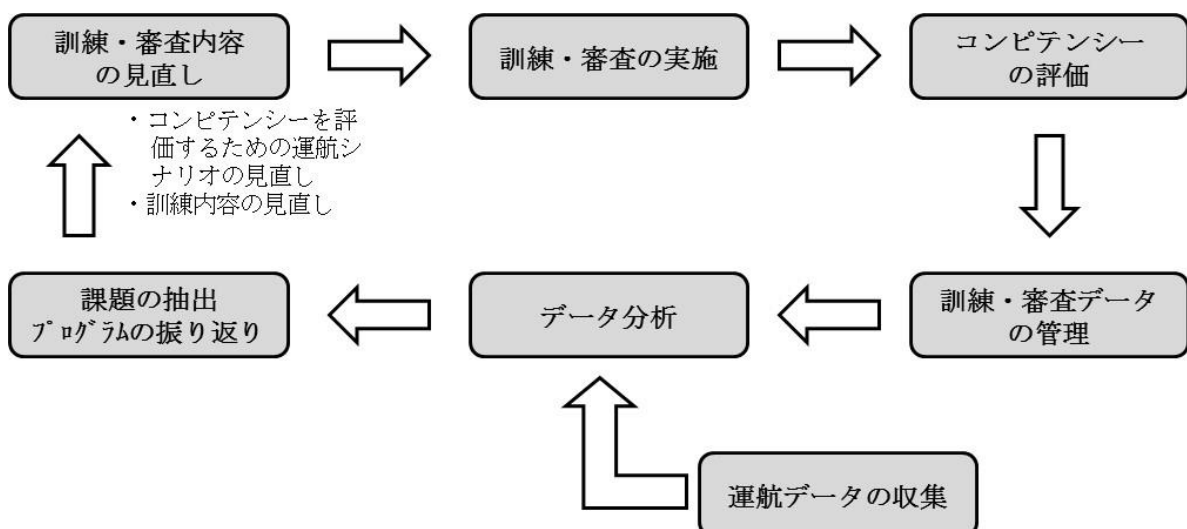 訓練・審査内容
の見直し
訓練・審査の実施
コンピテンシー
の評価
・コンピテンシーを評
価するための運航シ
ナリオの見直し
・訓練内容の見直し
課題の抽出
ﾌﾟﾛｸﾞﾗﾑの振り返り
データ分析
訓練・審査データ
の管理
運航データの収集